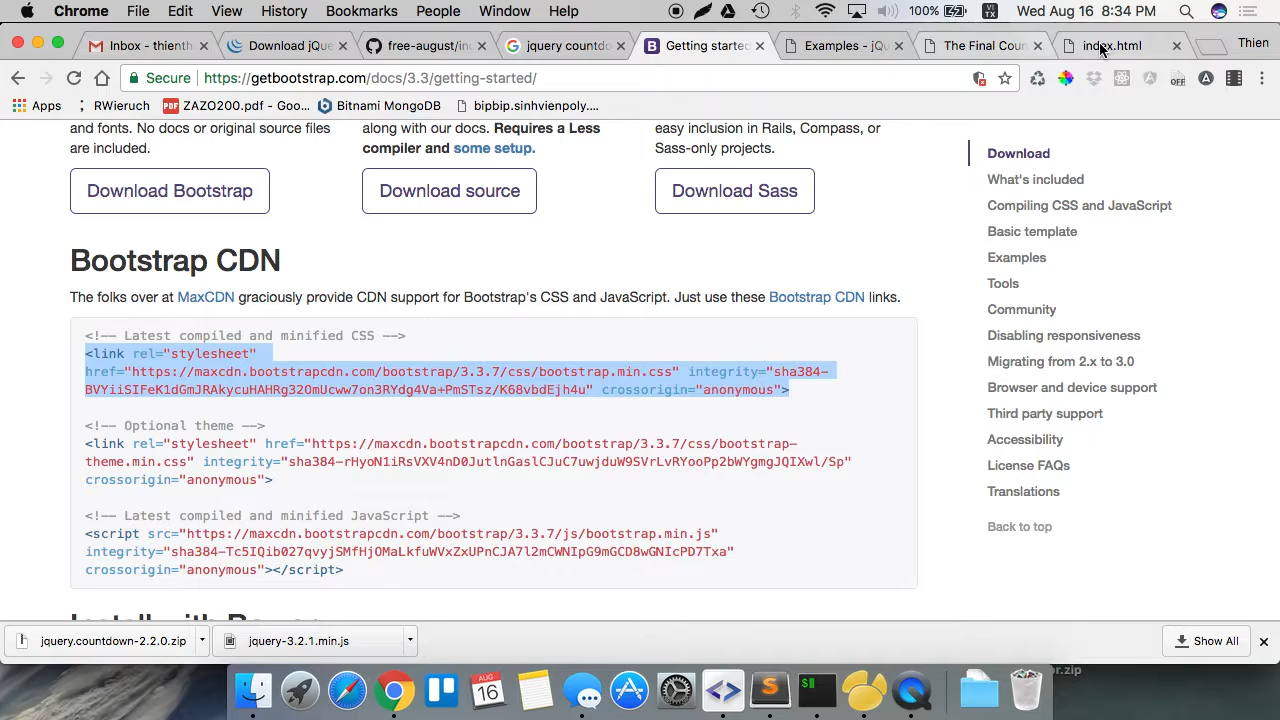 Chrome File Edit View History Bookmarks People Window Help 100% VI TX Wed Aug 16 8:34 PM
Inbox - thienth Download jQue free-august/inc jquery countdo Getting started Examples - jQu The Final Coun index.html Thien
Secure https://getbootstrap.com/docs/3.3/getting-started/ OFF
Apps RWieruch ZAZO200.pdf - Goo... Bitnami MongoDB bipbip.sinhvienpoly....
and fonts. No docs or original source files
are included.
along with our docs. Requires a Less
compiler and some setup.
easy inclusion in Rails, Compass, or
Sass-only projects.
Download Bootstrap Download source Download Sass
Bootstrap CDN
The folks over at MaxCDN graciously provide CDN support for Bootstrap's CSS and JavaScript. Just use these Bootstrap CDN links.
<!-- Latest compiled and minified CSS -->
<link rel="stylesheet"
href="https://maxcdn.bootstrapcdn.com/bootstrap/3.3.7/css/bootstrap.min.css" integrity="sha384-
BVYiiSIFeK1dGmJRAkycuHAHRg32OmUcww7on3RYdg4Va+PmSTsz/K68vbdEjh4u" crossorigin="anonymous">
<!-- Optional theme -->
<link rel="stylesheet" href="https://maxcdn.bootstrapcdn.com/bootstrap/3.3.7/css/bootstrap-
theme.min.css" integrity="sha384-rHyoN1iRsVXV4nD0JutlnGaslCJuC7uwjduW9SVrLvRYooPp2bWYgmgJQIXwl/Sp"
crossorigin="anonymous">
<!-- Latest compiled and minified JavaScript -->
<script src="https://maxcdn.bootstrapcdn.com/bootstrap/3.3.7/js/bootstrap.min.js"
integrity="sha384-Tc5IQib027qvyjSMfHjOMaLkfuWVxZxUPnCJA7l2mCWNIpG9mGCD8wGNIcPD7Txa"
crossorigin="anonymous"></script>
Download
What's included
Compiling CSS and JavaScript
Basic template
Examples
Tools
Community
Disabling responsiveness
Migrating from 2.x to 3.0
Browser and device support
Third party support
Accessibility
License FAQs
Translations
Back to top
jquery.countdown-2.2.0.zip jquery-3.2.1.min.js Show All
AUG
16
or.zip